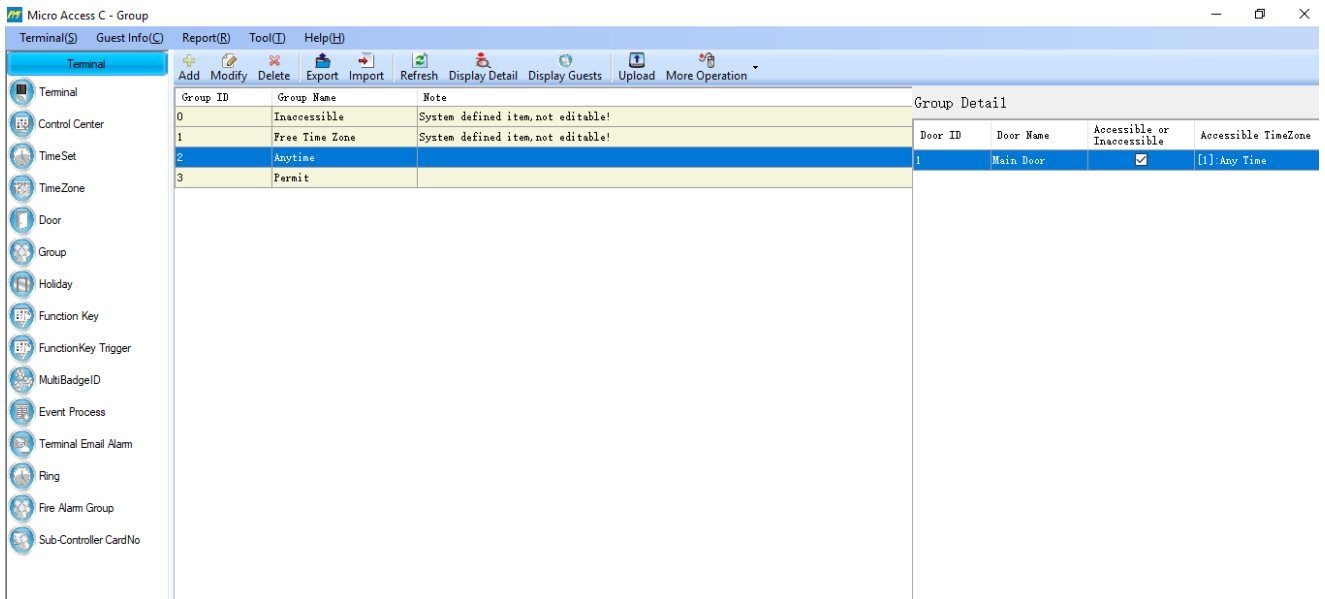 Micro Access C - Group
Terminal(S) Guest Info(C) Report(R) Tool(T) Help(H)
Terminal
Terminal
Control Center
TimeSet
TimeZone
Door
Group
Holiday
Function Key
FunctionKey Trigger
MultiBadgeID
Event Process
Terminal Email Alarm
Ring
Fire Alarm Group
Sub-Controller CardNo
Add Modify Delete Export Import Refresh Display Detail Display Guests Upload More Operation
Group ID Group Name Note
0 Inaccessible System defined item,not editable!
1 Free Time Zone System defined item,not editable!
2 Anytime
3 Permit
Group Detail
Door ID Door Name Accessible or Inaccessible Accessible TimeZone
1 Main Door [1]:Any Time